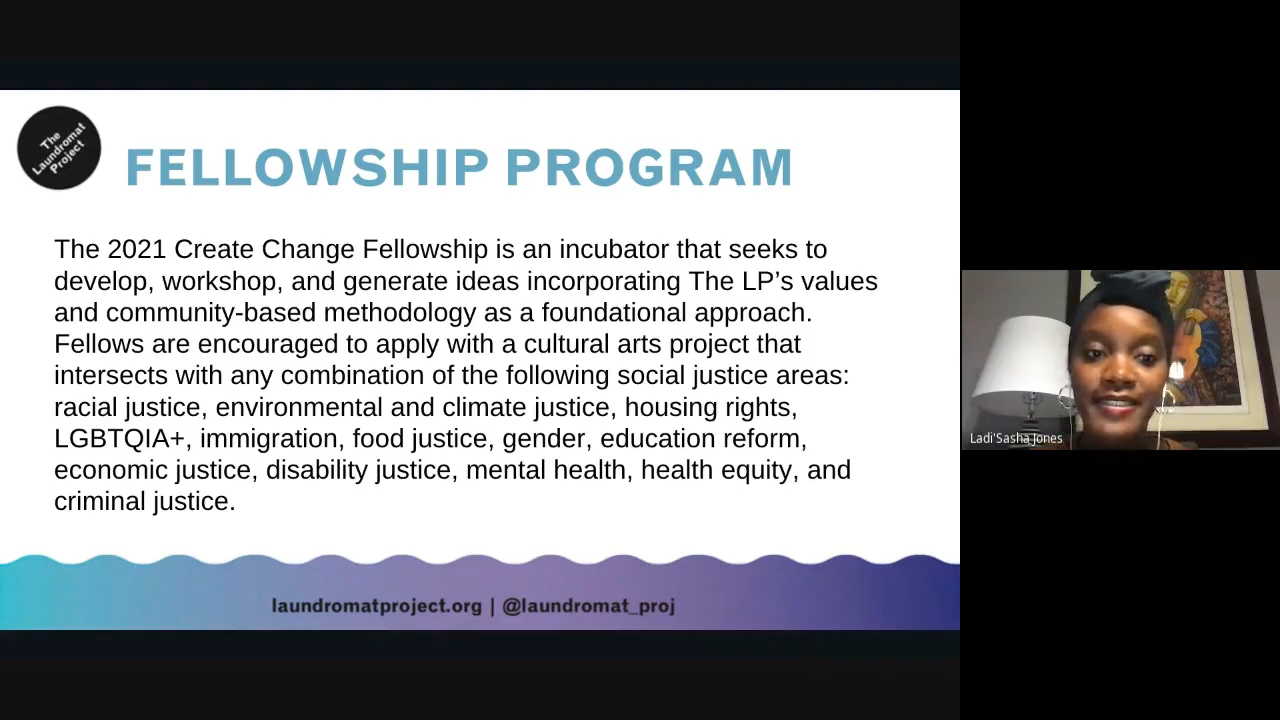 The
Laundromat
Project
FELLOWSHIP PROGRAM
The 2021 Create Change Fellowship is an incubator that seeks to
develop, workshop, and generate ideas incorporating The LP’s values
and community-based methodology as a foundational approach.
Fellows are encouraged to apply with a cultural arts project that
intersects with any combination of the following social justice areas:
racial justice, environmental and climate justice, housing rights,
LGBTQIA+, immigration, food justice, gender, education reform,
economic justice, disability justice, mental health, health equity, and
criminal justice.
laundromatproject.org | @laundromat_proj
Ladi'Sasha Jones